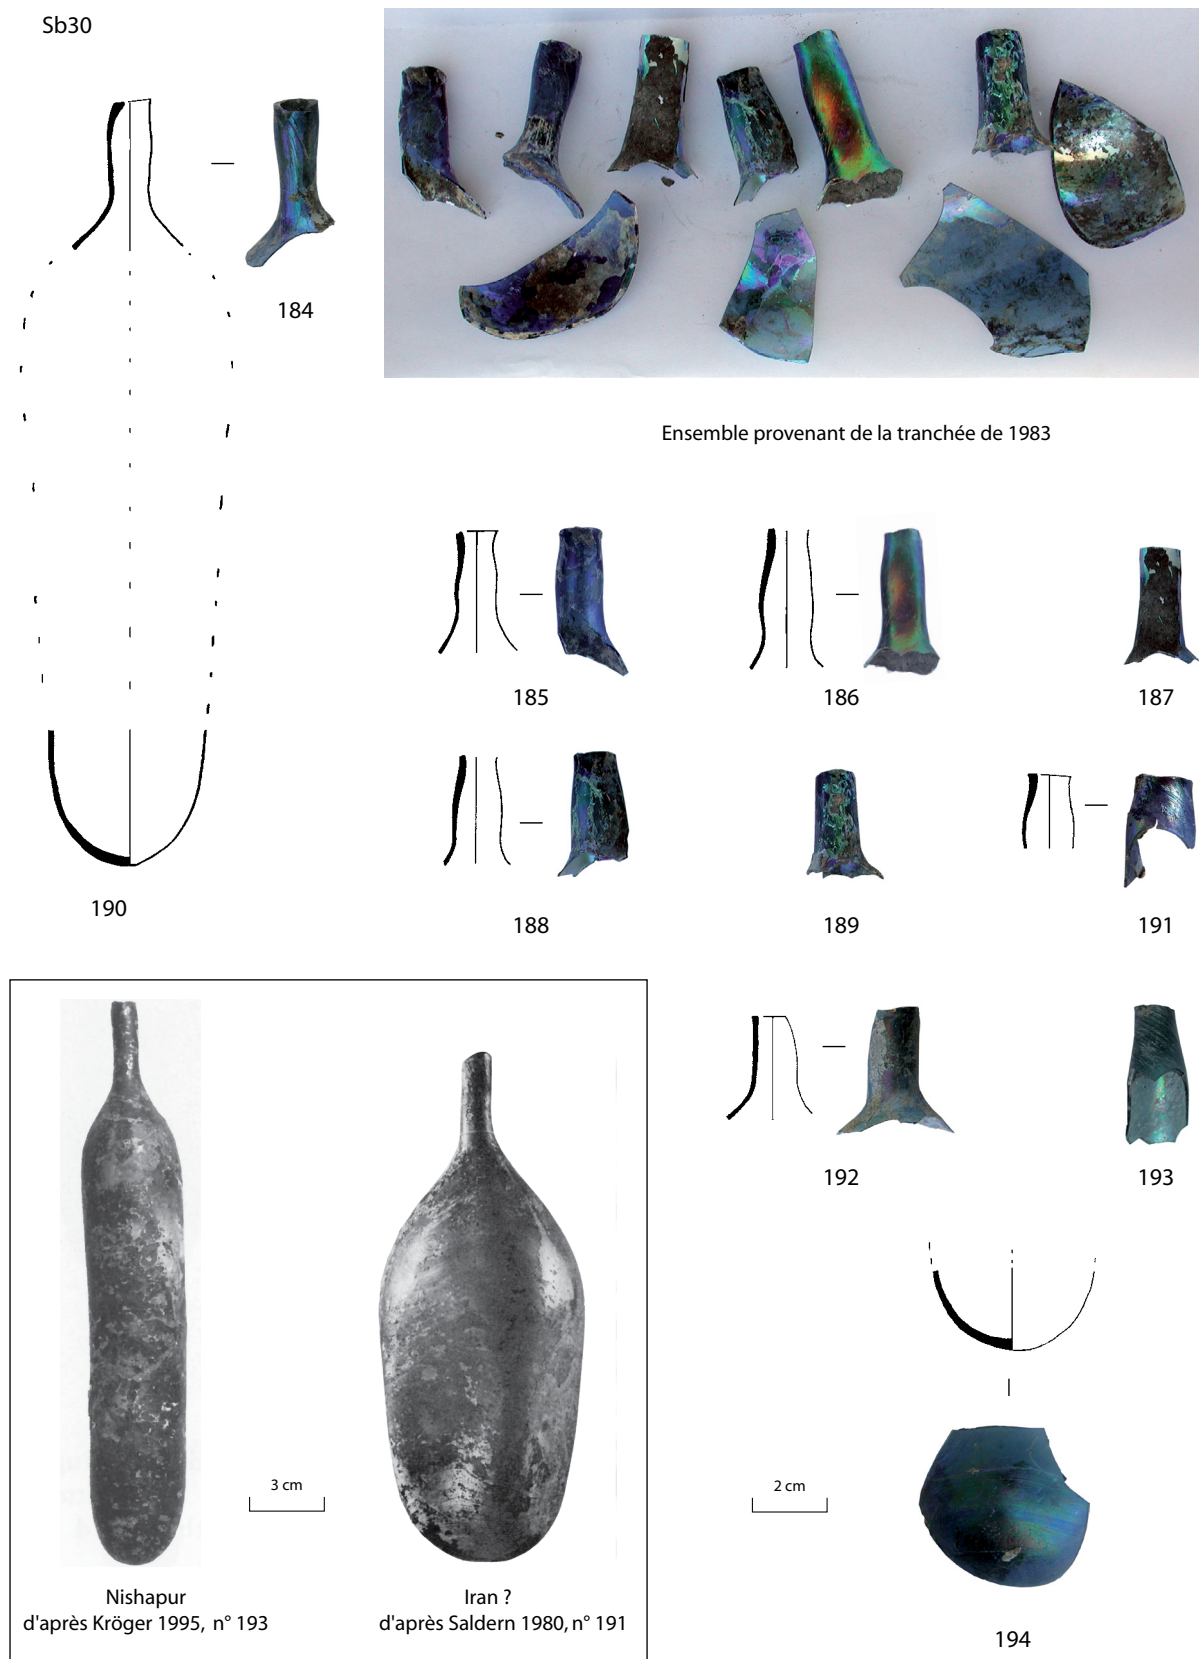 Sb30
184
Ensemble provenant de la tranchée de 1983
185
186
187
190
188
189
191
192
193
3 cm
2 cm
Nishapur
d'après Kröger 1995, n° 193
Iran ?
d'après Saldern 1980, n° 191
194